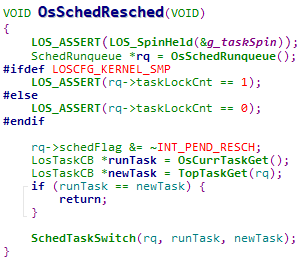 VOID OsSchedResched(VOID)
{
    LOS_ASSERT(LOS_SpinHeld(&g_taskSpin));
    SchedRunqueue *rq = OsSchedRunqueue();
#ifdef LOSCFG_KERNEL_SMP
    LOS_ASSERT(rq->taskLockCnt == 1);
#else
    LOS_ASSERT(rq->taskLockCnt == 0);
#endif

    rq->schedFlag &= ~INT_PEND_RESCH;
    LosTaskCB *runTask = OsCurrTaskGet();
    LosTaskCB *newTask = TopTaskGet(rq);
    if (runTask == newTask) {
        return;
    }

    SchedTaskSwitch(rq, runTask, newTask);
}